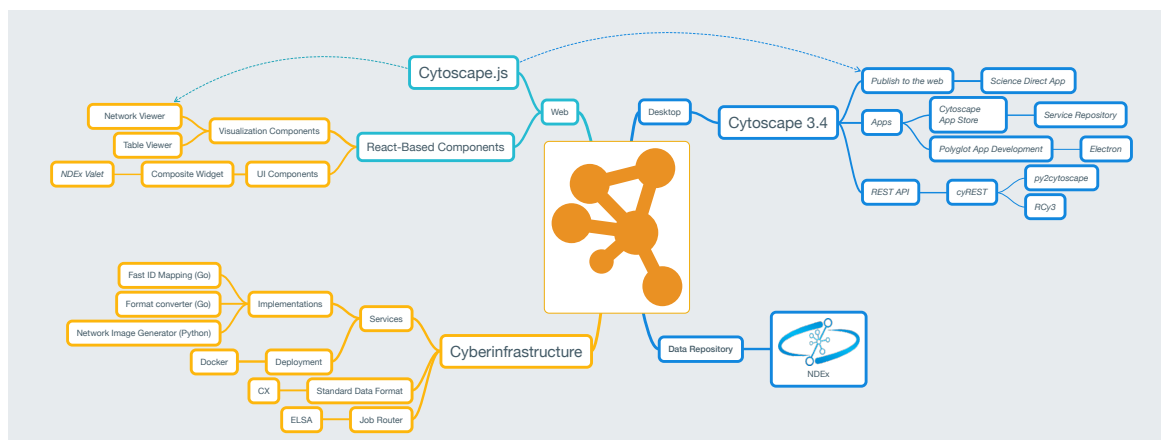 Cytoscape.js
Publish to the web
Science Direct App
Network Viewer
Web
Desktop
Cytoscape 3.4
Apps
Cytoscape
App Store
Service Repository
Visualization Components
Table Viewer
React-Based Components
Polyglot App Development
Electron
NDEx Valet
Composite Widget
UI Components
REST API
cyREST
py2cytoscape
RCy3
Fast ID Mapping (Go)
Format converter (Go)
Implementations
Network Image Generator (Python)
Services
Docker
Deployment
Cyberinfrastructure
Data Repository
NDEx
CX
Standard Data Format
ELSA
Job Router